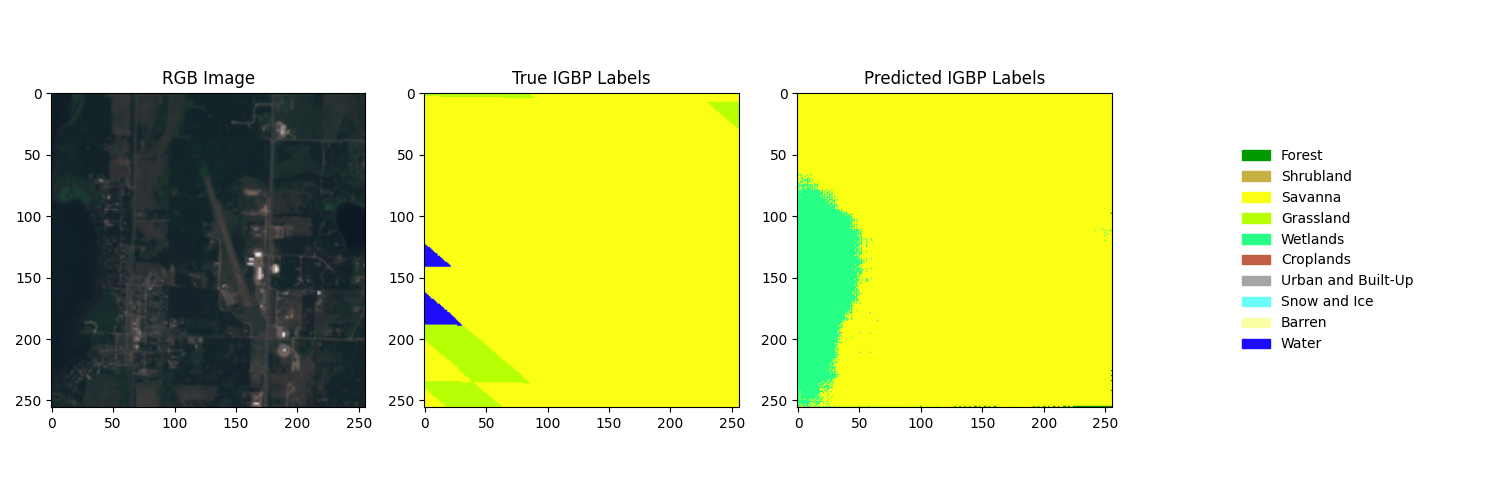 RGB Image
True IGBP Labels
Predicted IGBP Labels
0
50
100
150
200
250
0
50
100
150
200
250
0
50
100
150
200
250
0
50
100
150
200
250
0
50
100
150
200
250
0
50
100
150
200
250
Forest
Shrubland
Savanna
Grassland
Wetlands
Croplands
Urban and Built-Up
Snow and Ice
Barren
Water